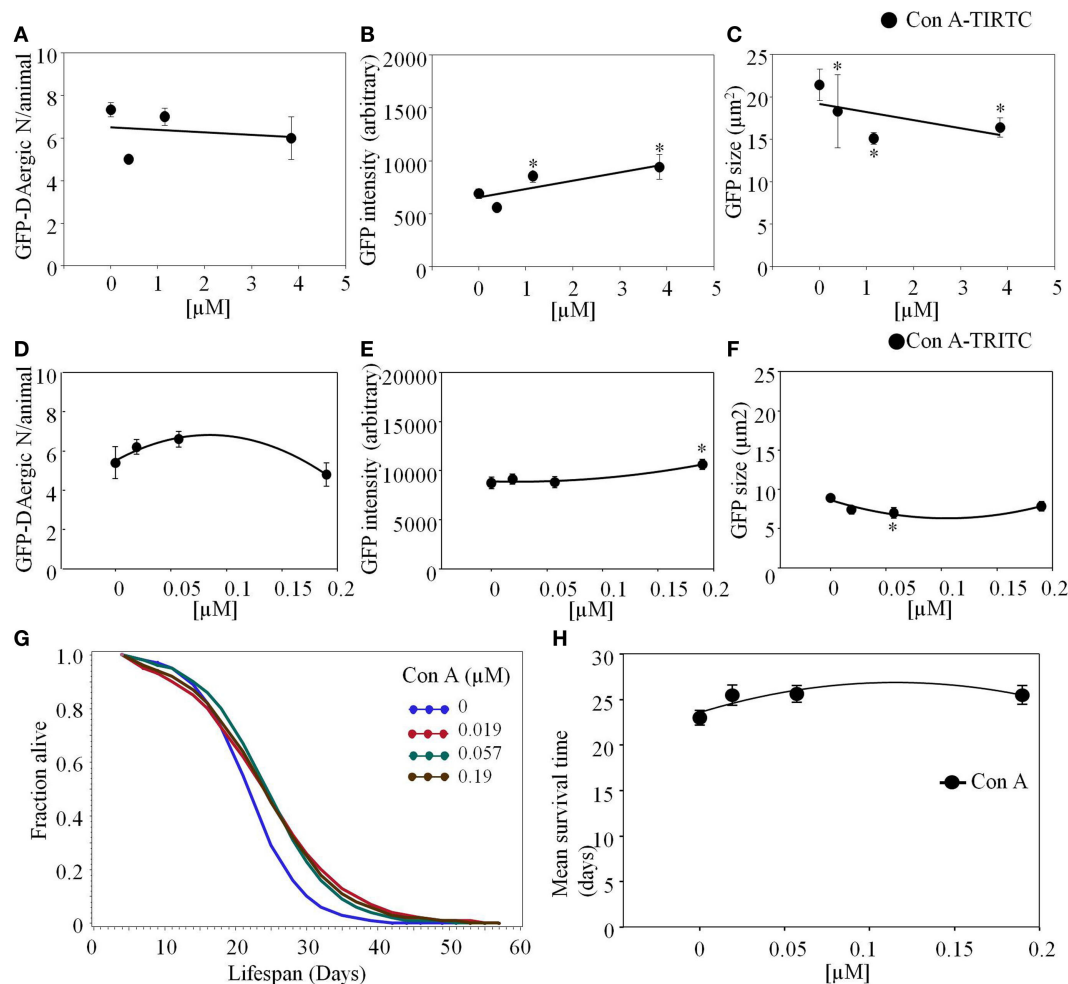 Con A-TIRTC
A
B
C
GFP-DAergic N/animal
10
8
6
4
2
0
0 1 2 3 4 5
[µM]
GFP intensity (arbitrary)
2000
1500
1000
500
0
* *
0 1 2 3 4 5
[µM]
GFP size (µm²)
25
20
15
10
5
0
* * *
0 1 2 3 4 5
[µM]
Con A-TRITC
D
E
F
GFP-DAergic N/animal
10
8
6
4
2
0
0 0.05 0.1 0.15 0.2
[µM]
GFP intensity (arbitrary)
20000
15000
10000
5000
0
*
0 0.05 0.1 0.15 0.2
[µM]
GFP size (µm2)
25
20
15
10
5
0
*
0 0.05 0.1 0.15 0.2
[µM]
G
Fraction alive
1.0
0.8
0.6
0.4
0.2
0
Con A (µM)
0
0.019
0.057
0.19
0 10 20 30 40 50 60
Lifespan (Days)
H
Mean survival time
(days)
30
25
20
15
10
5
0
Con A
0 0.05 0.1 0.15 0.2
[µM]